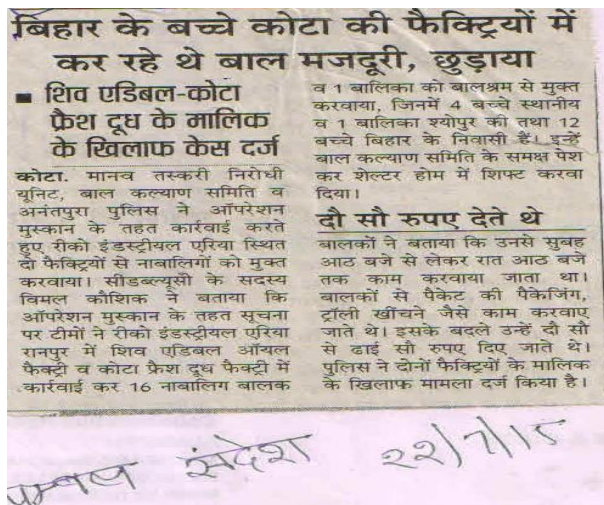 बिहार के बच्चे कोटा की फैक्ट्रियों में
कर रहे थे बाल मजदूरी, छुड़ाया
■ शिव एडिबल-कोटा
फ्रैश दूध के मालिक
के खिलाफ केस दर्ज
कोटा. मानव तस्करी निरोधी
यूनिट, बाल कल्याण समिति व
अनंतपुरा पुलिस ने ऑपरेशन
मुस्कान के तहत कार्रवाई करते
हुए रीको इंडस्ट्रीयल एरिया स्थित
दो फैक्ट्रियों से नाबालिगों को मुक्त
करवाया। सीडब्ल्यूसी के सदस्य
विमल कौशिक ने बताया कि
ऑपरेशन मुस्कान के तहत सूचना
पर टीमों ने रीको इंडस्ट्रीयल एरिया
रानपुर में शिव एडिबल ऑयल
फैक्ट्री व कोटा फ्रैश दूध फैक्ट्री में
कार्रवाई कर 16 नाबालिग बालक
व 1 बालिका को बालश्रम से मुक्त
करवाया, जिनमें 4 बच्चे स्थानीय
व 1 बालिका श्योपुर की तथा 12
बच्चे बिहार के निवासी हैं। इन्हें
बाल कल्याण समिति के समक्ष पेश
कर शेल्टर होम में शिफ्ट करवा
दिया।
दौ सौ रुपए देते थे
बालकों ने बताया कि उनसे सुबह
आठ बजे से लेकर रात आठ बजे
तक काम करवाया जाता था।
बालकों से पैकेट की पैकेजिंग,
ट्रॉली खींचने जैसे काम करवाए
जाते थे। इसके बदले उन्हें दौ सौ
से ढाई सौ रुपए दिए जाते थे।
पुलिस ने दोनों फैक्ट्रियों के मालिक
के खिलाफ मामला दर्ज किया है।
चम्बल संदेश २२/7/15